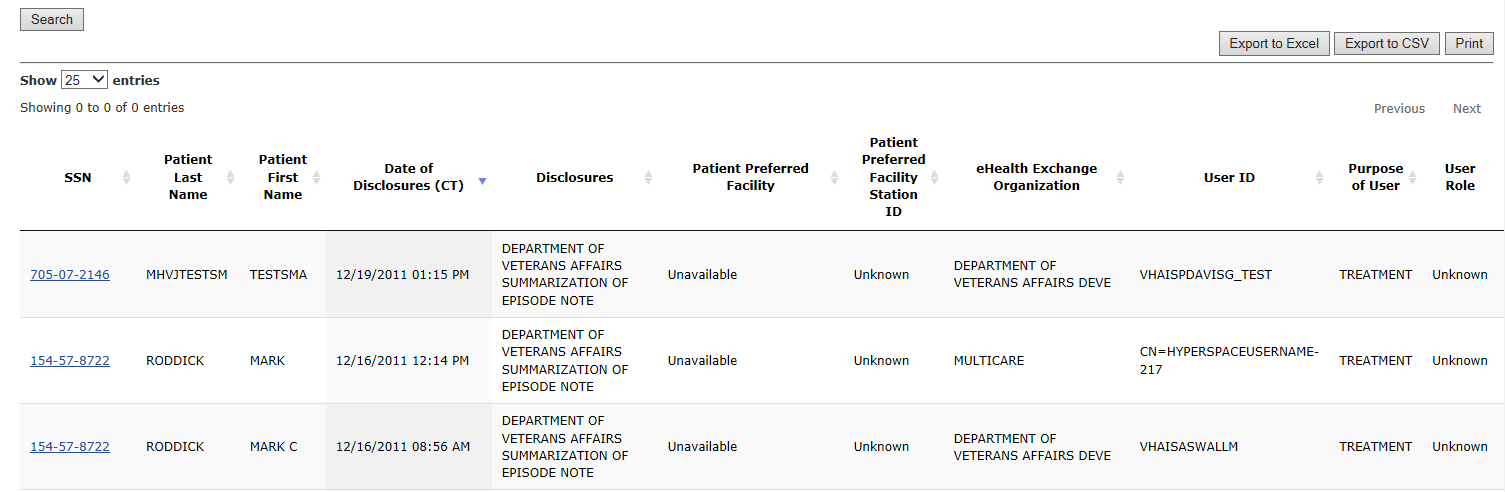 Search
Export to Excel Export to CSV Print
Show 25 entries
Showing 0 to 0 of 0 entries
Previous Next
SSN
Patient
Last
Name
Patient
First
Name
Date of
Disclosures (CT)
Disclosures
Patient Preferred
Facility
Patient
Preferred
Facility
Station
ID
eHealth Exchange
Organization
User ID
Purpose
of User
User
Role
705-07-2146
MHVJTESTSM
TESTSMA
12/19/2011 01:15 PM
DEPARTMENT OF
VETERANS AFFAIRS
SUMMARIZATION OF
EPISODE NOTE
Unavailable
Unknown
DEPARTMENT OF
VETERANS AFFAIRS DEVE
VHAISPDAVISG_TEST
TREATMENT
Unknown
154-57-8722
RODDICK
MARK
12/16/2011 12:14 PM
DEPARTMENT OF
VETERANS AFFAIRS
SUMMARIZATION OF
EPISODE NOTE
Unavailable
Unknown
MULTICARE
CN=HYPERSPACEUSERNAME-
217
TREATMENT
Unknown
154-57-8722
RODDICK
MARK C
12/16/2011 08:56 AM
DEPARTMENT OF
VETERANS AFFAIRS
SUMMARIZATION OF
EPISODE NOTE
Unavailable
Unknown
DEPARTMENT OF
VETERANS AFFAIRS DEVE
VHAISASWALLM
TREATMENT
Unknown